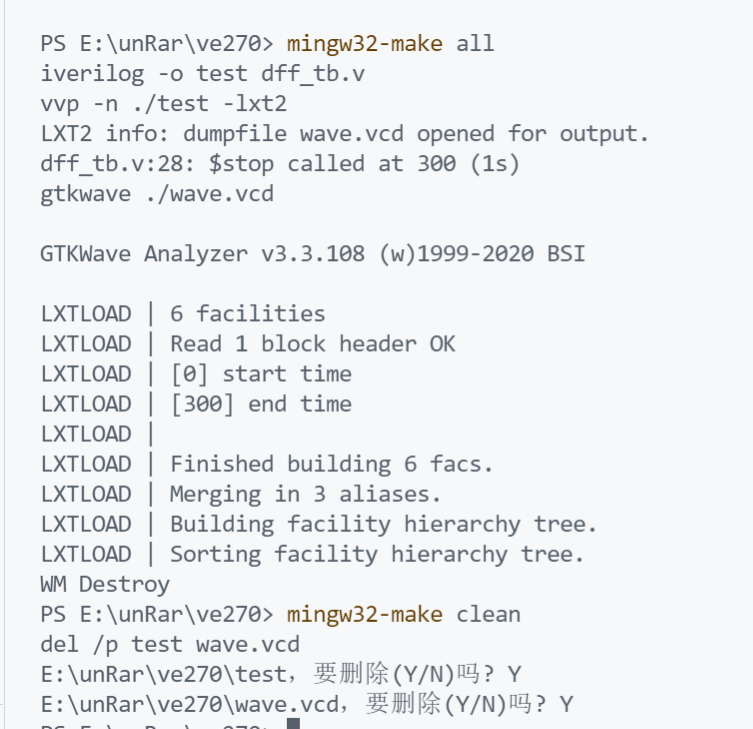 PS E:\unRar\ve270> mingw32-make all
iverilog -o test dff_tb.v
vvp -n ./test -lxt2
LXT2 info: dumpfile wave.vcd opened for output.
dff_tb.v:28: $stop called at 300 (1s)
gtkwave ./wave.vcd
GTKWave Analyzer v3.3.108 (w)1999-2020 BSI
LXTLOAD | 6 facilities
LXTLOAD | Read 1 block header OK
LXTLOAD | [0] start time
LXTLOAD | [300] end time
LXTLOAD |
LXTLOAD | Finished building 6 facs.
LXTLOAD | Merging in 3 aliases.
LXTLOAD | Building facility hierarchy tree.
LXTLOAD | Sorting facility hierarchy tree.
WM Destroy
PS E:\unRar\ve270> mingw32-make clean
del /p test wave.vcd
E:\unRar\ve270\test，要删除(Y/N)吗? Y
E:\unRar\ve270\wave.vcd，要删除(Y/N)吗? Y
PS E:\unRar\ve270>